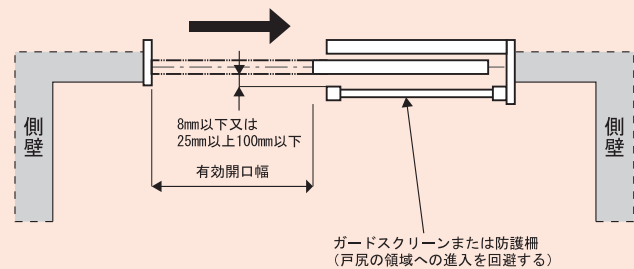 側壁
側壁
8mm以下又は
25mm以上100mm以下
有効開口幅
ガードスクリーンまたは防護柵
(戸尻の領域への進入を回避する)